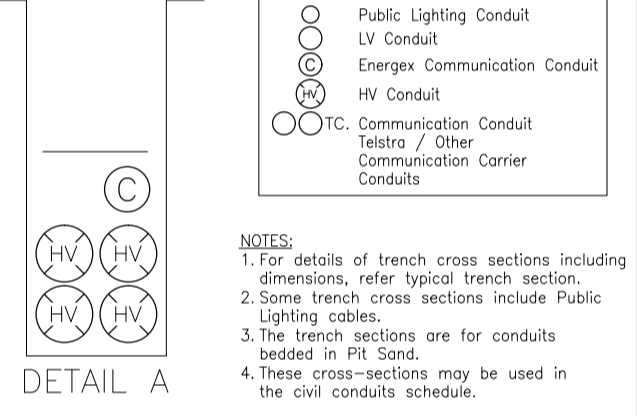 C
HV HV
HV HV
DETAIL A
Public Lighting Conduit
LV Conduit
C Energex Communication Conduit
HV HV Conduit
TC. Communication Conduit
Telstra / Other
Communication Carrier
Conduits
NOTES:
1. For details of trench cross sections including
dimensions, refer typical trench section.
2. Some trench cross sections include Public
Lighting cables.
3. The trench sections are for conduits
bedded in Pit Sand.
4. These cross-sections may be used in
the civil conduits schedule.